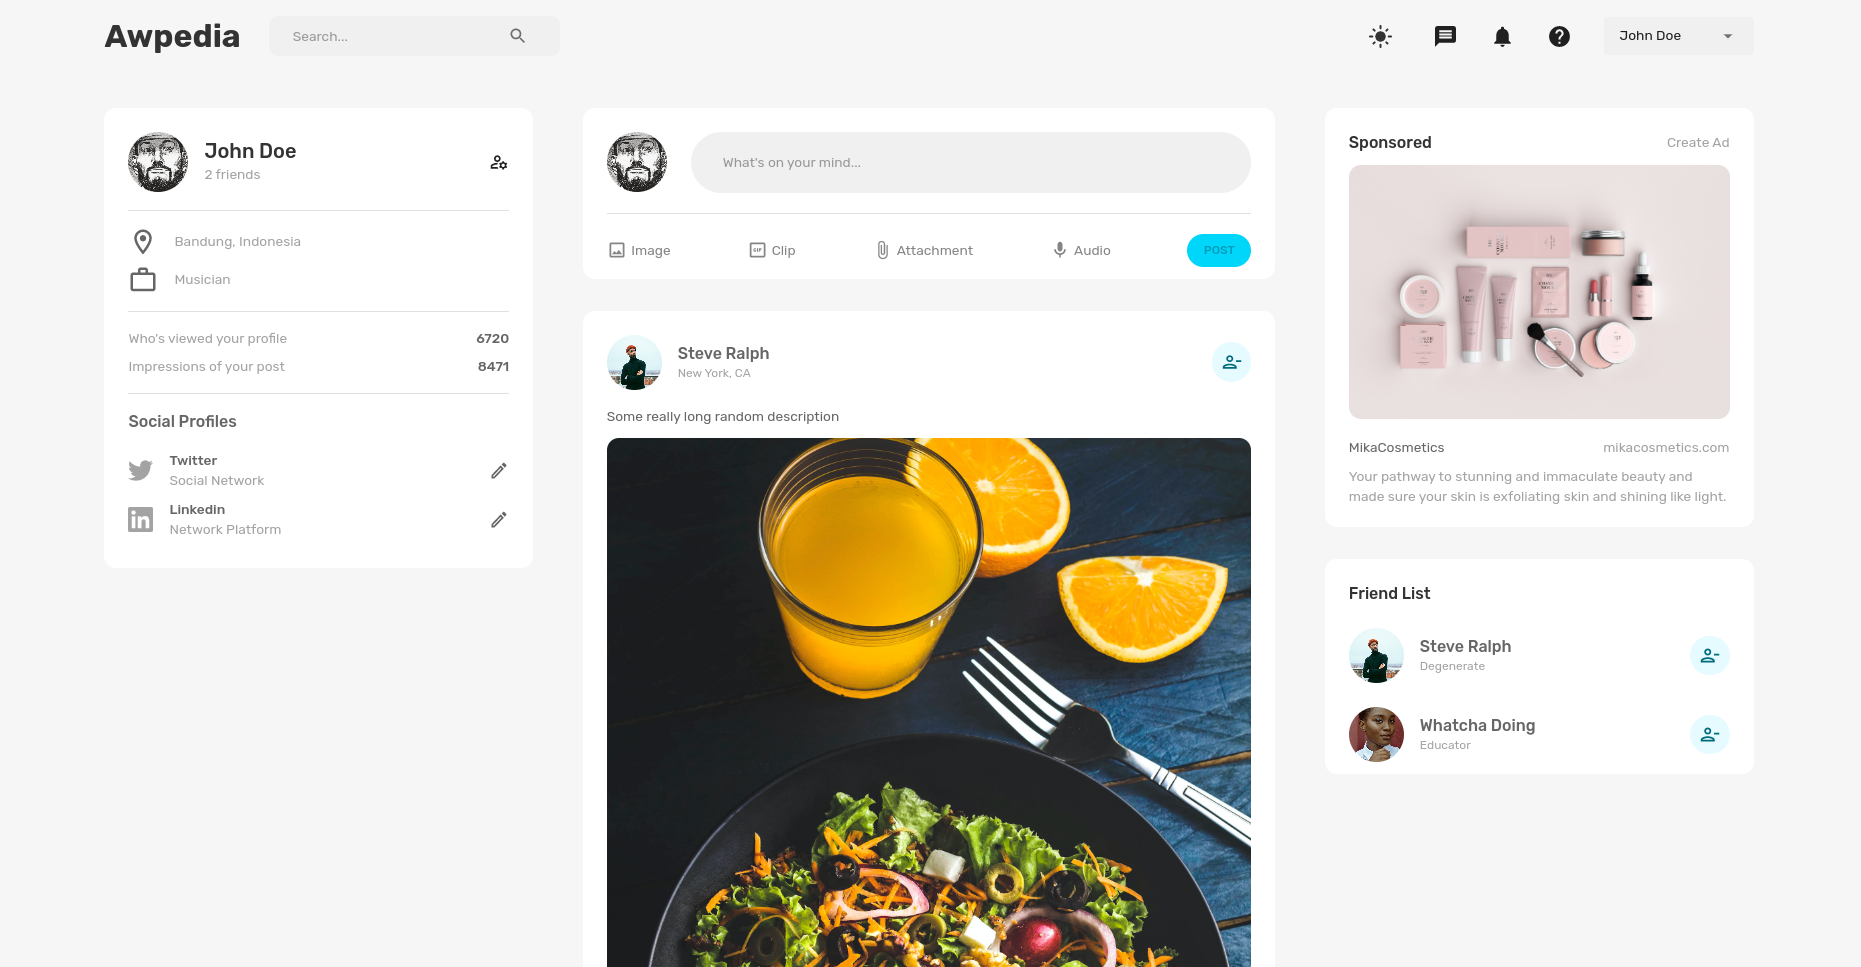 Awpedia
Search...
John Doe
John Doe
2 friends
Bandung, Indonesia
Musician
Who's viewed your profile 6720
Impressions of your post 8471
Social Profiles
Twitter
Social Network
Linkedin
Network Platform
What's on your mind...
Image
GIF Clip
Attachment
Audio
POST
Steve Ralph
New York, CA
Some really long random description
Sponsored
Create Ad
MikaCosmetics
mikacosmetics.com
Your pathway to stunning and immaculate beauty and
made sure your skin is exfoliating skin and shining like light.
Friend List
Steve Ralph
Degenerate
Whatcha Doing
Educator